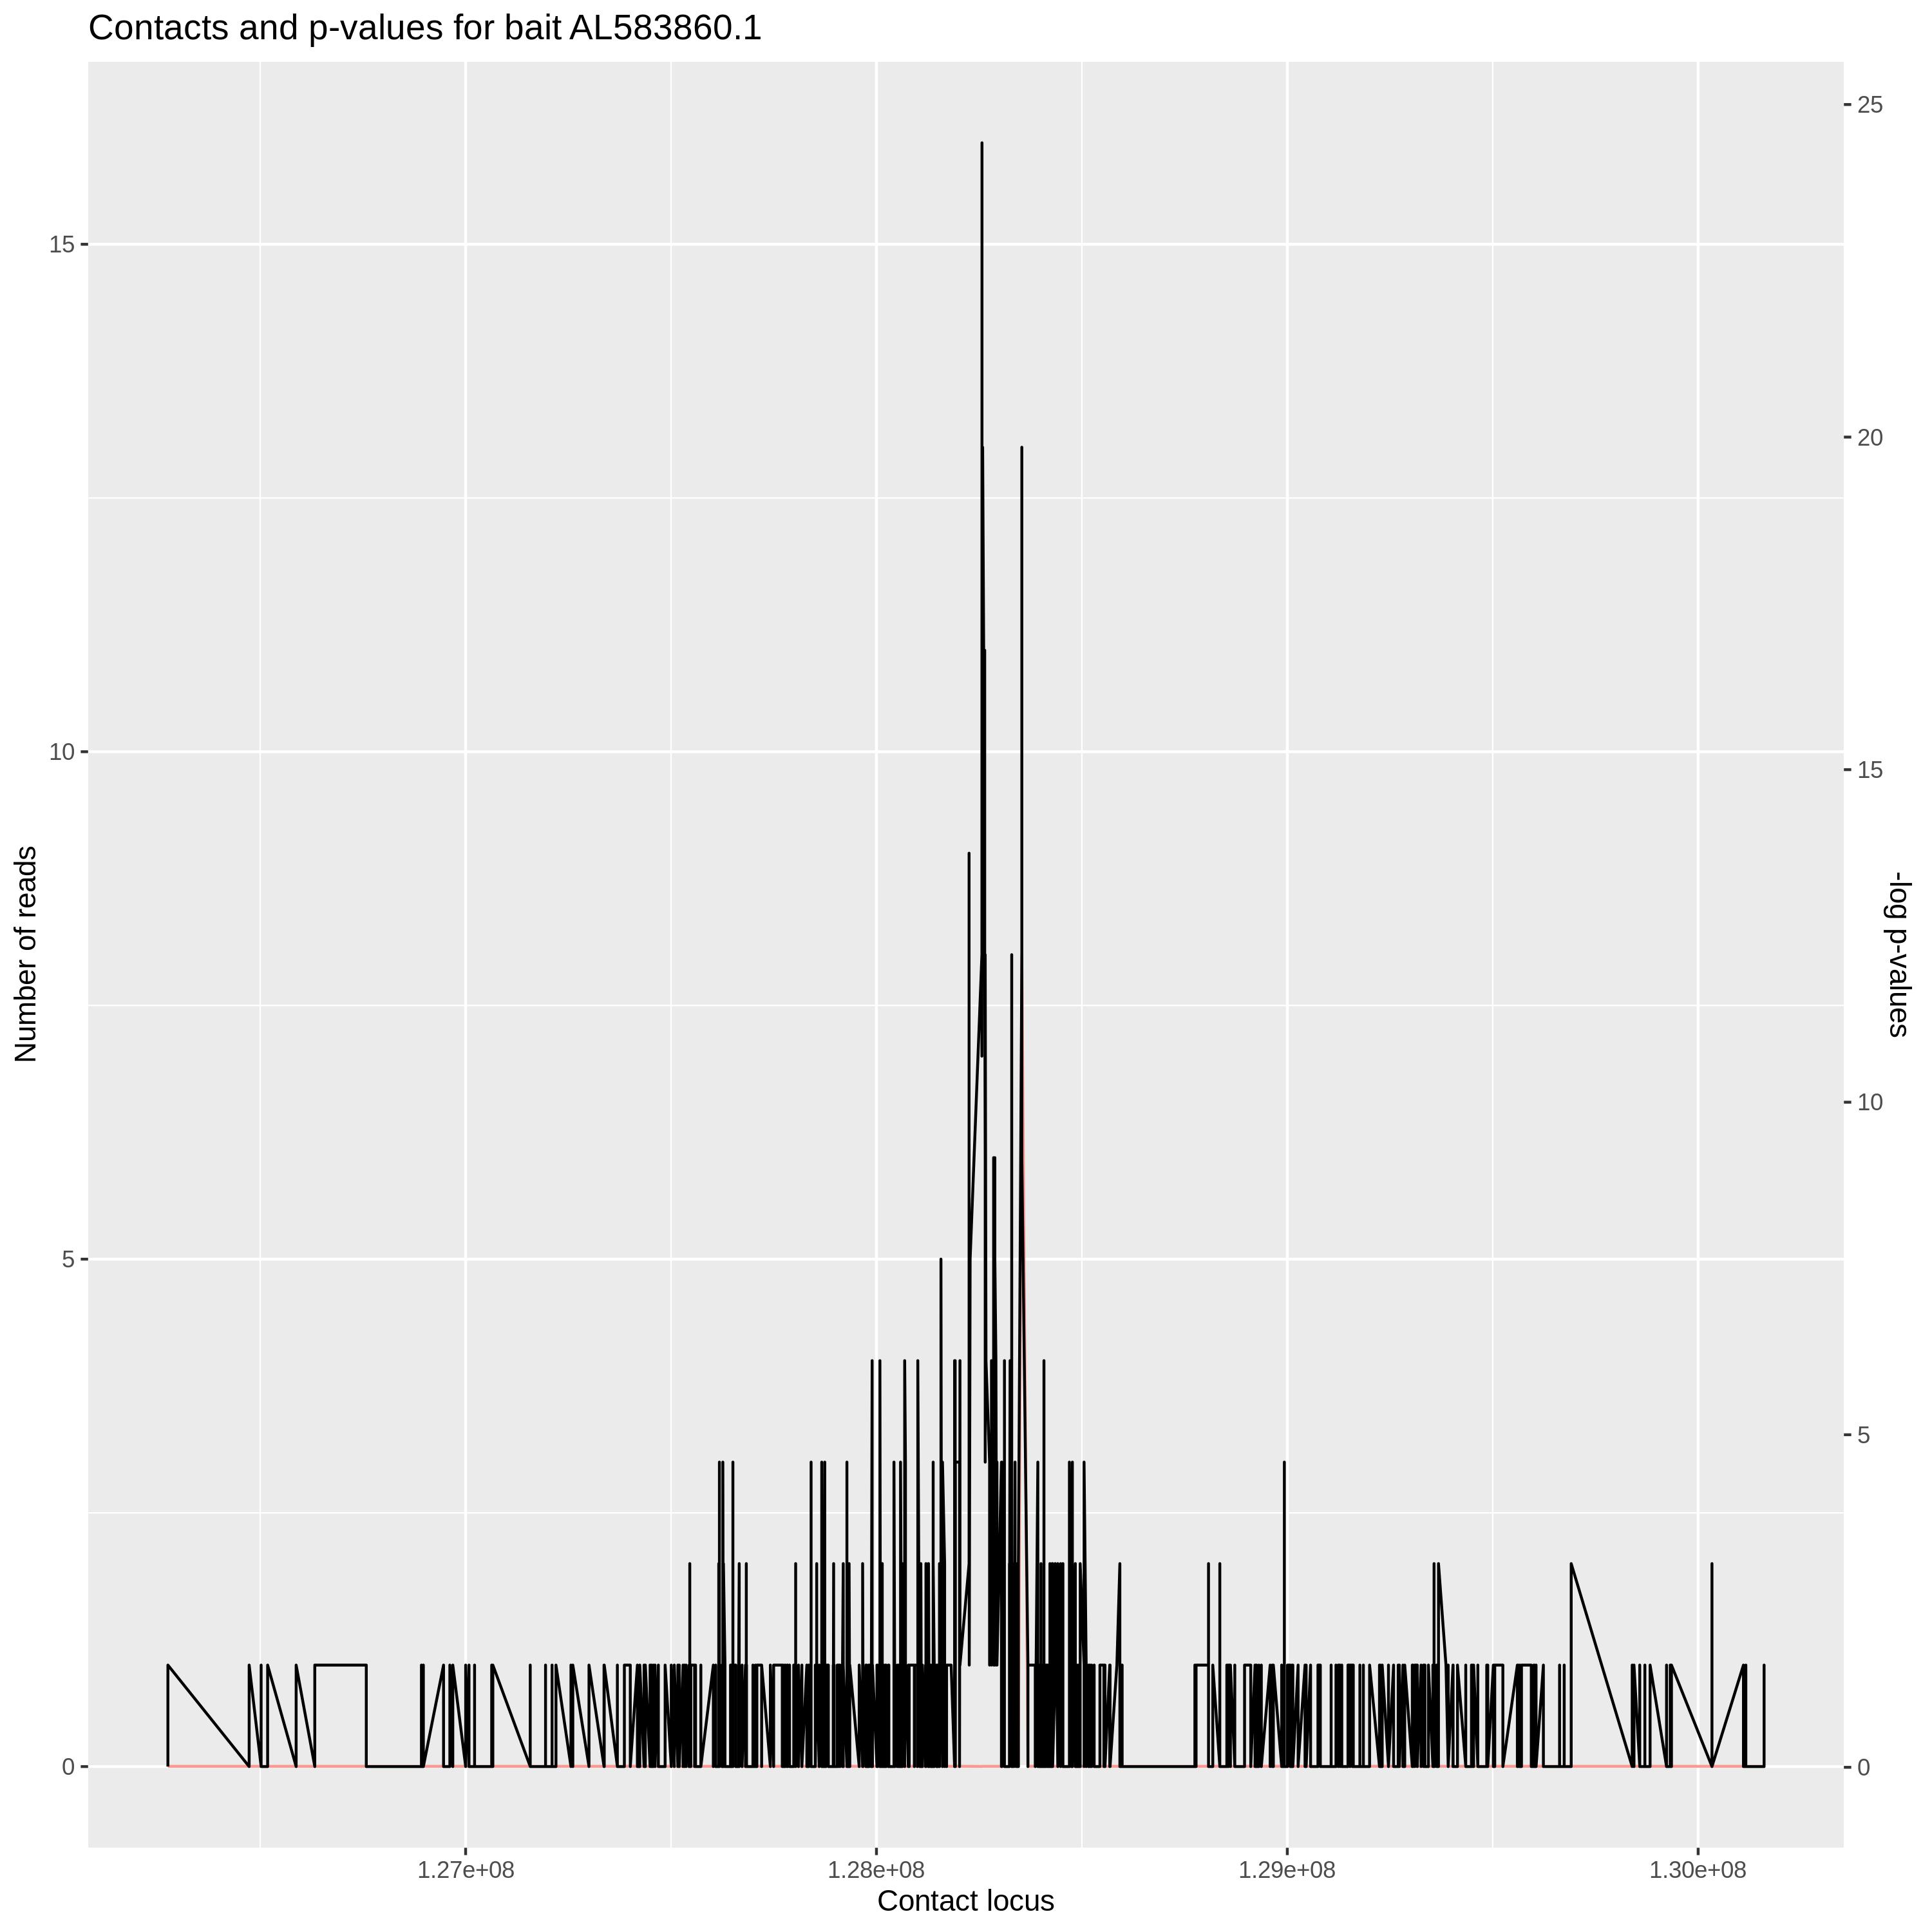 Contacts and p-values for bait AL583860.1
Number of reads
15
10
5
0
25
20
15
10
5
0
-log p-values
1.27e+08 1.28e+08 1.29e+08 1.30e+08
Contact locus